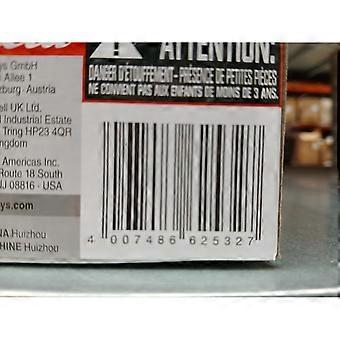 ys GmbH
Allee 1
zburg · Austria
ell UK Ltd.
l Industrial Estate
Tring HP23 4QR
ngdom
Americas Inc.
Route 18 South
NJ 08816 - USA
ys.com
NA Huizhou
HINE Huizhou
ATTENTION:
DANGER D'ÉTOUFFEMENT – PRÉSENCE DE PETITES PIÈCES
NE CONVIENT PAS AUX ENFANTS DE MOINS DE 3 ANS.
4 007486 625327